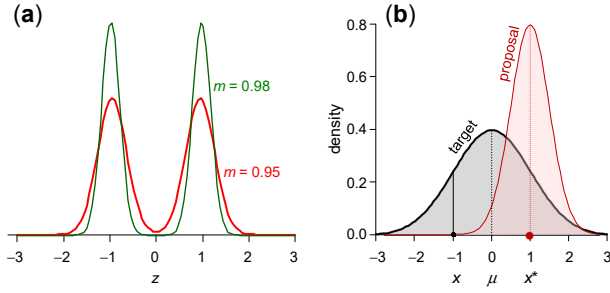 (a)
m = 0.98
m = 0.95
−3 −2 −1 0 1 2 3
z
(b)
density
0.8
0.6
0.4
0.2
0.0
target
proposal
−3 −2 −1 0 1 2 3
x μ x*